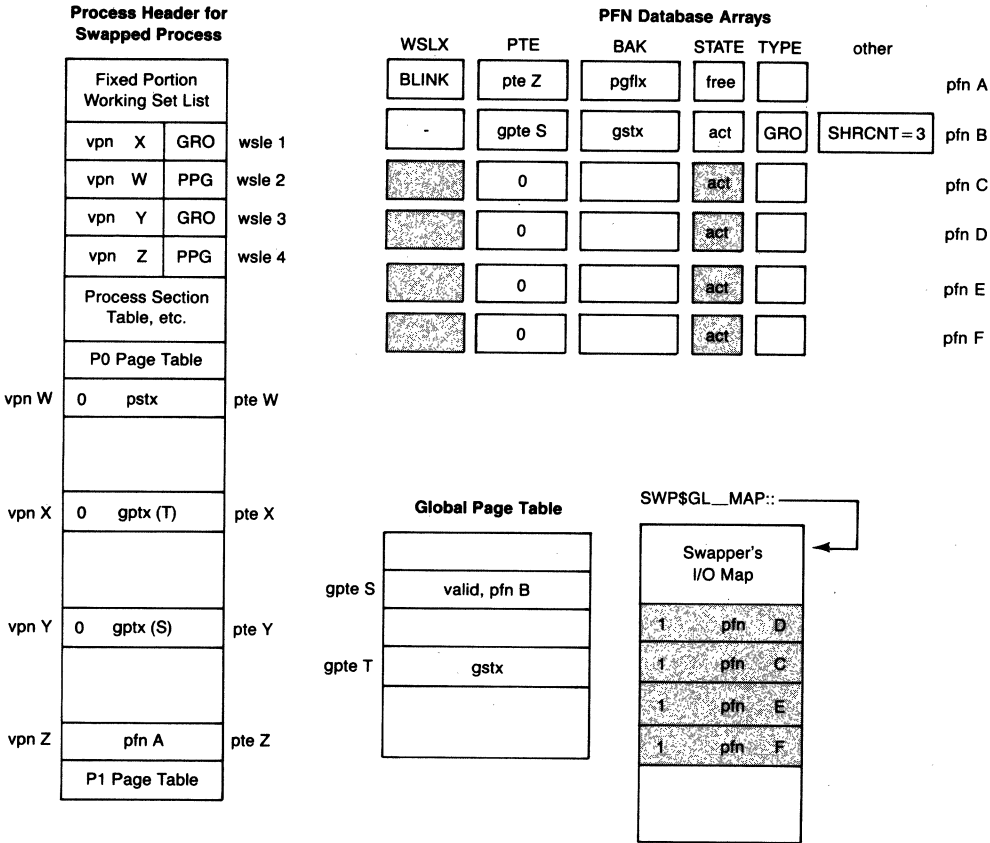 Process Header for
Swapped Process
Fixed Portion
Working Set List
vpn X GRO wsle 1
vpn W PPG wsle 2
vpn Y GRO wsle 3
vpn Z PPG wsle 4
Process Section
Table, etc.
P0 Page Table
vpn W 0 pstx pte W
vpn X 0 gptx (T) pte X
vpn Y 0 gptx (S) pte Y
vpn Z pfn A pte Z
P1 Page Table
PFN Database Arrays
WSLX PTE BAK STATE TYPE other
BLINK pte Z pgflx free pfn A
- gpte S gstx act GRO SHRCNT = 3 pfn B
0 act pfn C
0 act pfn D
0 act pfn E
0 act pfn F
Global Page Table
gpte S valid, pfn B
gpte T gstx
SWP$GL__MAP::
Swapper's
I/O Map
1 pfn D
1 pfn C
1 pfn E
1 pfn F